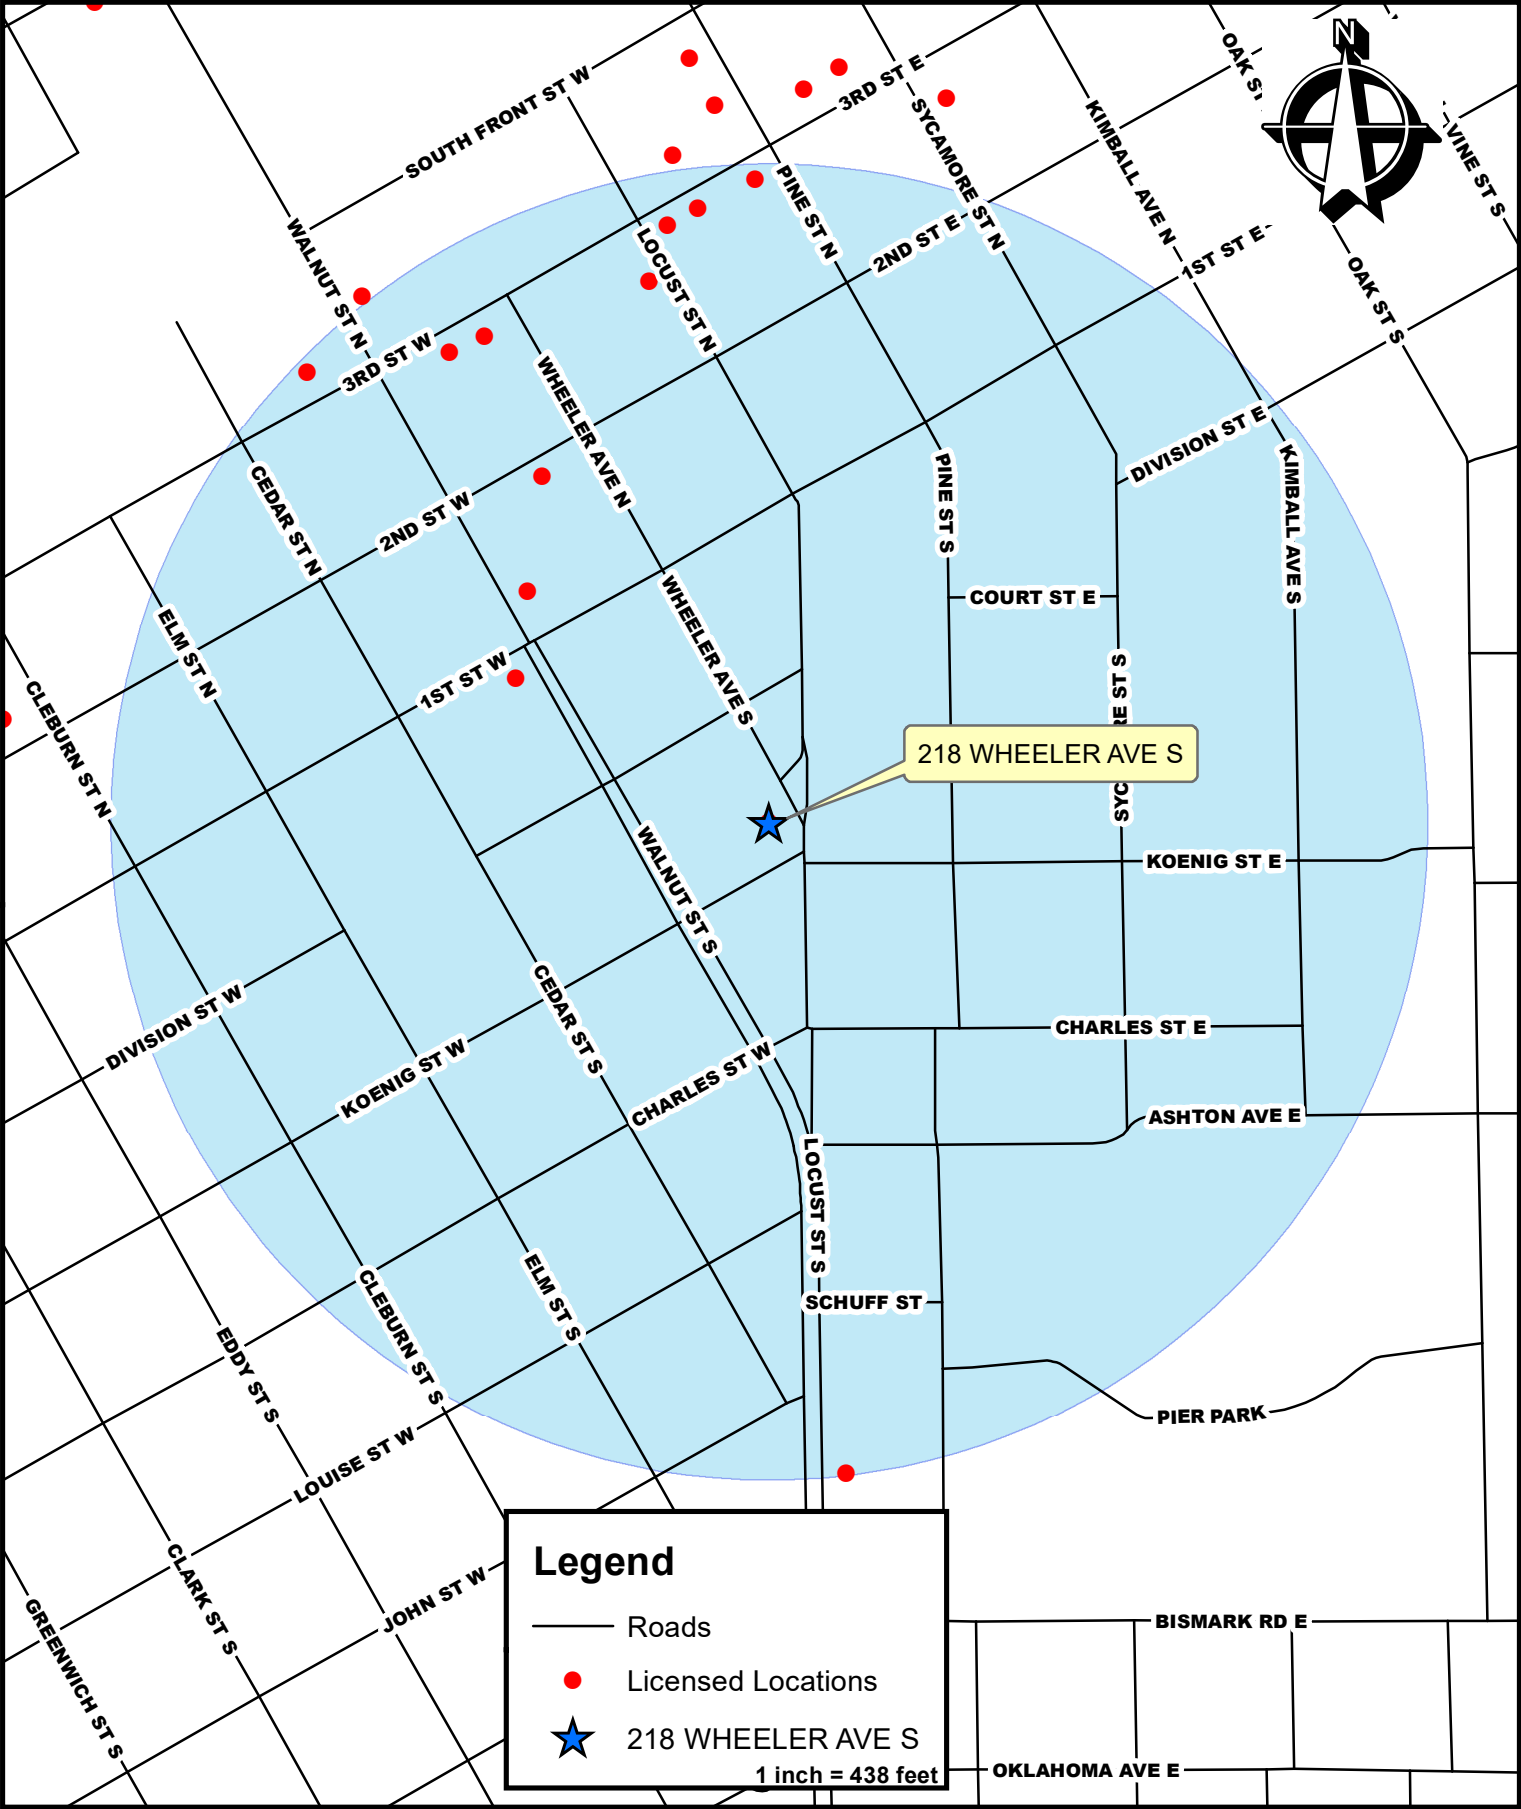 N
OAK ST
3RD ST E
SOUTH FRONT ST W
SYCAMORE ST N
KIMBALL AVE N
VINE ST S
PINE ST N
WALNUT ST N
LOCUST ST N
2ND ST E
1ST ST E
OAK ST S
3RD ST W
WHEELER AVE N
DIVISION ST E
CEDAR ST N
2ND ST W
PINE ST S
KIMBALL AVE S
COURT ST E
ELM ST N
WHEELER AVE S
1ST ST W
CLEBURN ST N
SYC
RE ST S
218 WHEELER AVE S
WALNUT ST S
KOENIG ST E
CEDAR ST S
DIVISION ST W
KOENIG ST W
CHARLES ST W
CHARLES ST E
ASHTON AVE E
LOCUST ST S
ELM ST S
CLEBURN ST S
SCHUFF ST
EDDY ST S
PIER PARK
LOUISE ST W
CLARK ST S
JOHN ST W
GREENWICH ST S
BISMARK RD E
OKLAHOMA AVE E
Legend
Roads
Licensed Locations
218 WHEELER AVE S
1 inch = 438 feet